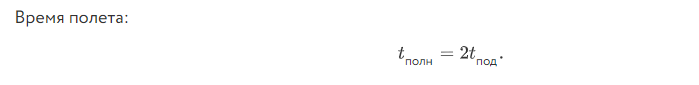 Время полета:
t_полн = 2t_под.